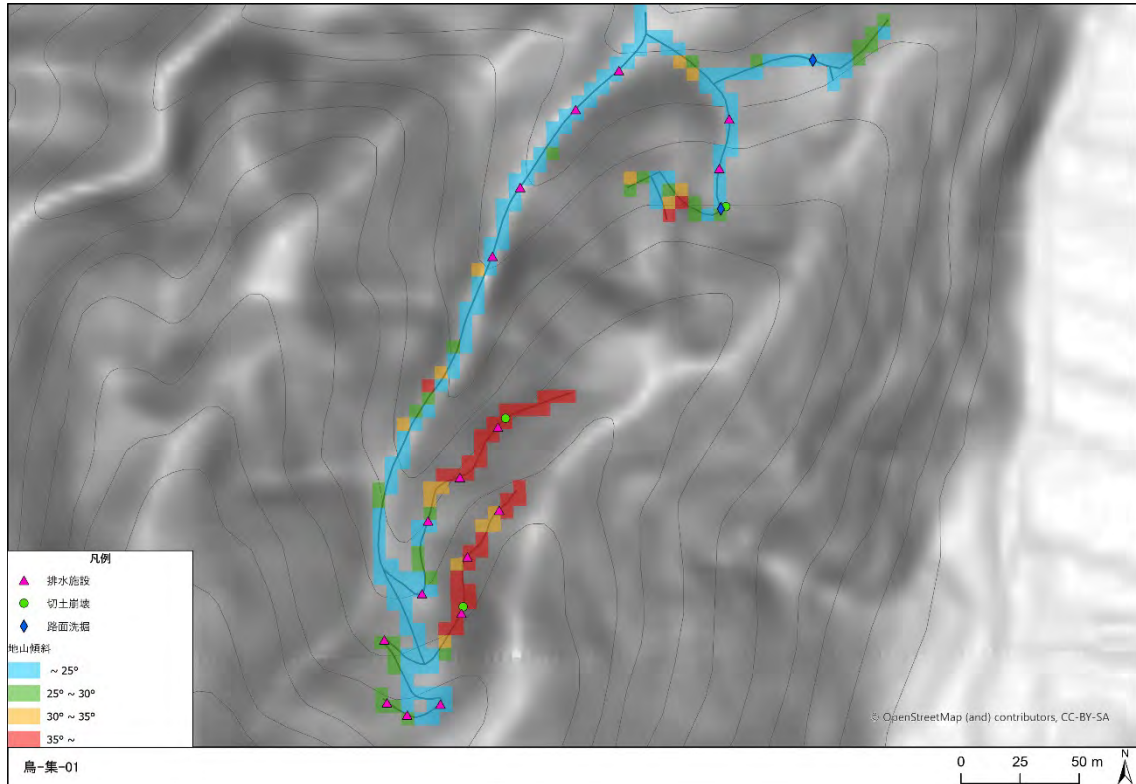 凡例
排水施設
切土崩壊
路面洗掘
地山傾斜
~ 25°
25° ~ 30°
30° ~ 35°
35° ~
© OpenStreetMap (and) contributors, CC-BY-SA
鳥-集-01
0 25 50 m
N